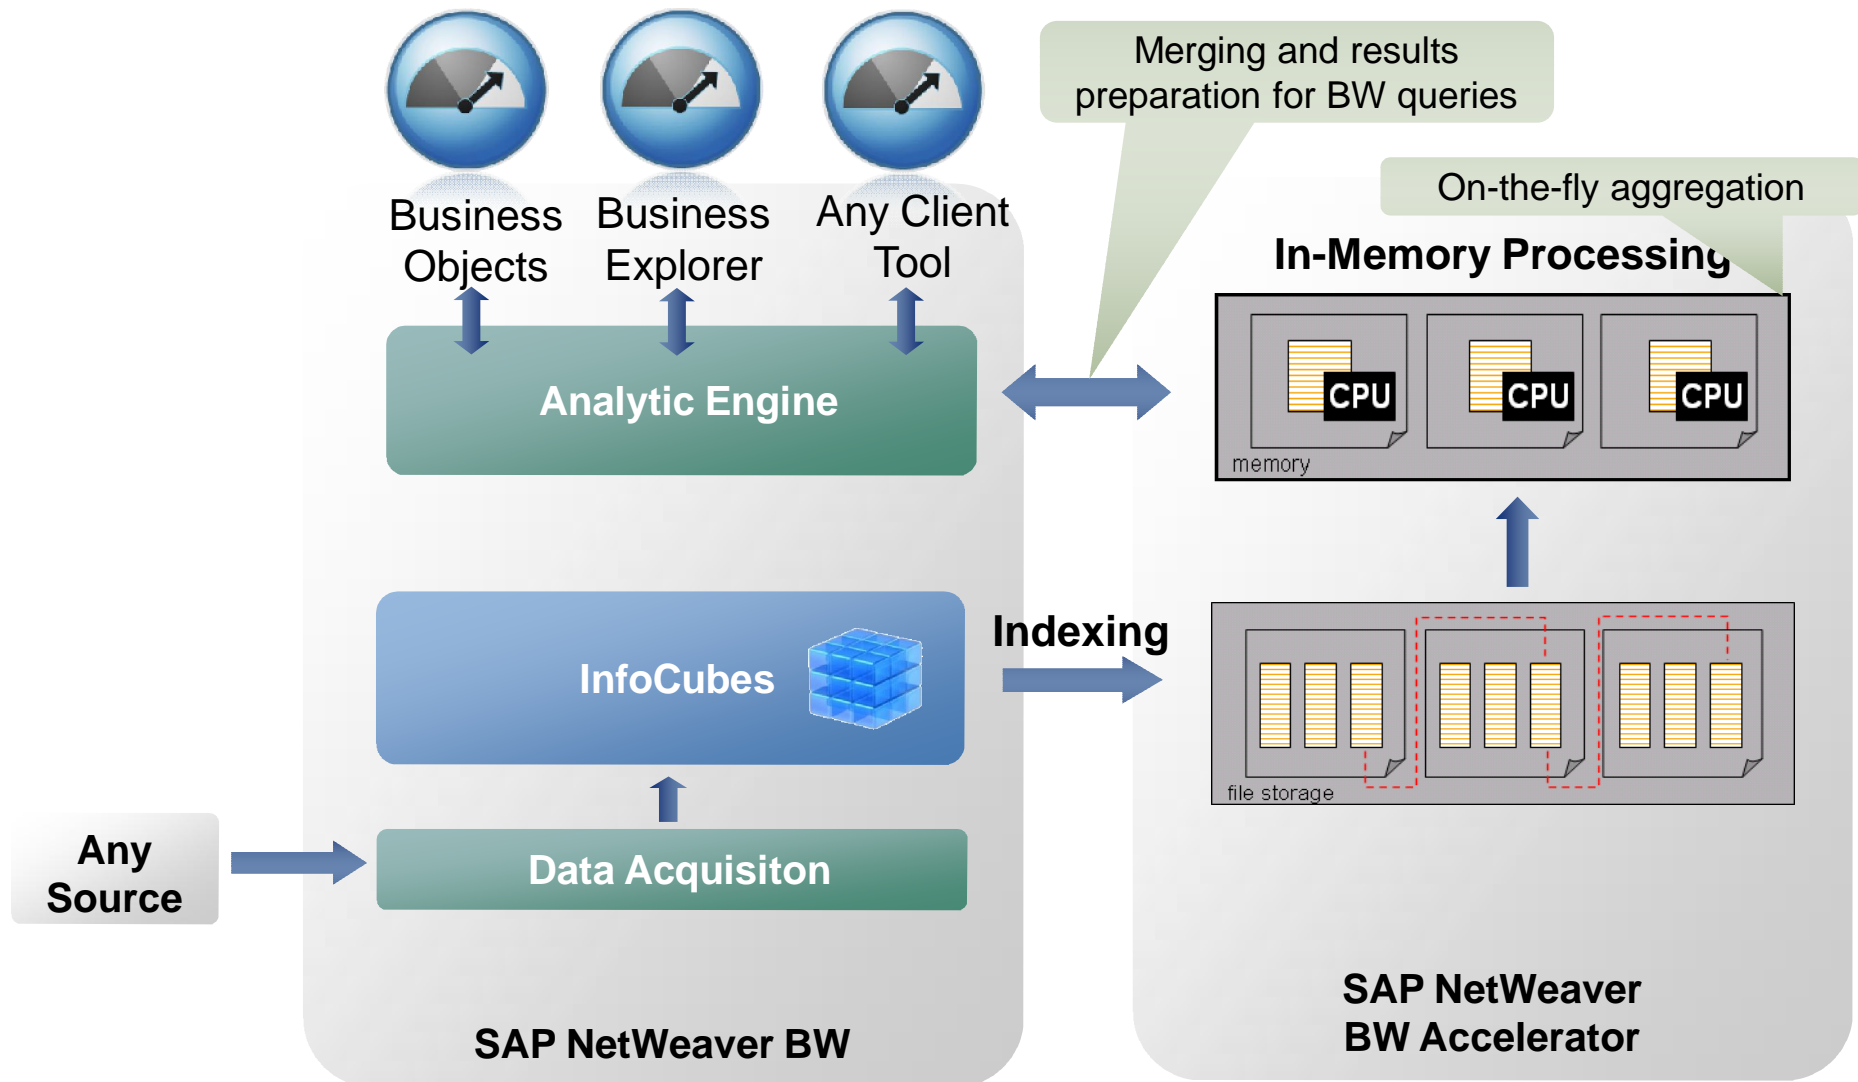 Merging and results
preparation for BW queries
On-the-fly aggregation
Business
Objects
Business
Explorer
Any Client
Tool
In-Memory Processing
Analytic Engine
CPU
CPU
CPU
memory
InfoCubes
Indexing
file storage
Any
Source
Data Acquisiton
SAP NetWeaver BW
SAP NetWeaver
BW Accelerator